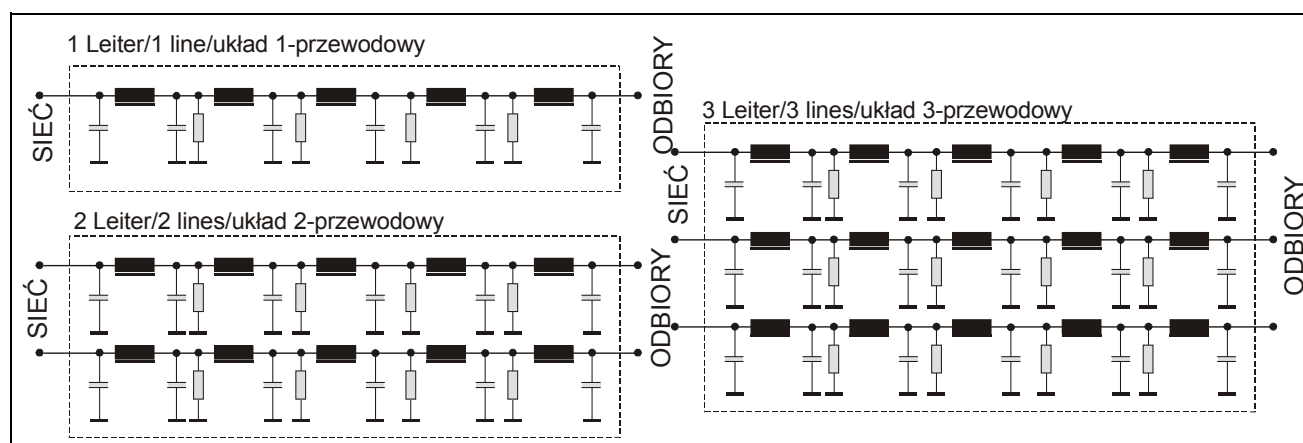 1 Leiter/1 line/układ 1-przewodowy
SIEĆ
ODBIORY
2 Leiter/2 lines/układ 2-przewodowy
SIEĆ
ODBIORY
3 Leiter/3 lines/układ 3-przewodowy
SIEĆ
ODBIORY